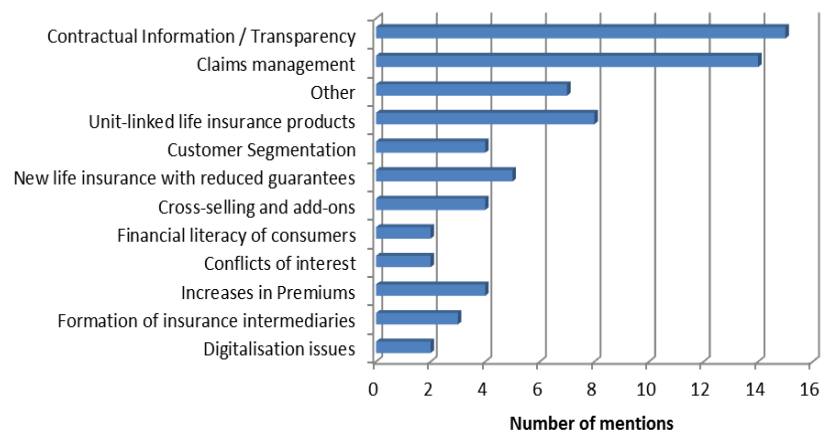 Contractual Information / Transparency
Claims management
Other
Unit-linked life insurance products
Customer Segmentation
New life insurance with reduced guarantees
Cross-selling and add-ons
Financial literacy of consumers
Conflicts of interest
Increases in Premiums
Formation of insurance intermediaries
Digitalisation issues
0 2 4 6 8 10 12 14 16
Number of mentions